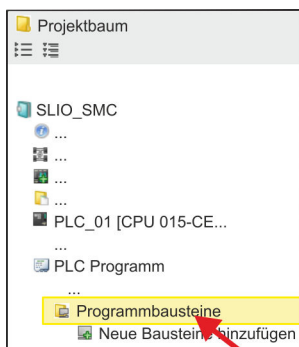 Projektbaum
SLIO_SMC
...
...
...
...
PLC_01 [CPU 015-CE...
...
PLC Programm
...
Programmbausteine
Neue Bausteine hinzufügen